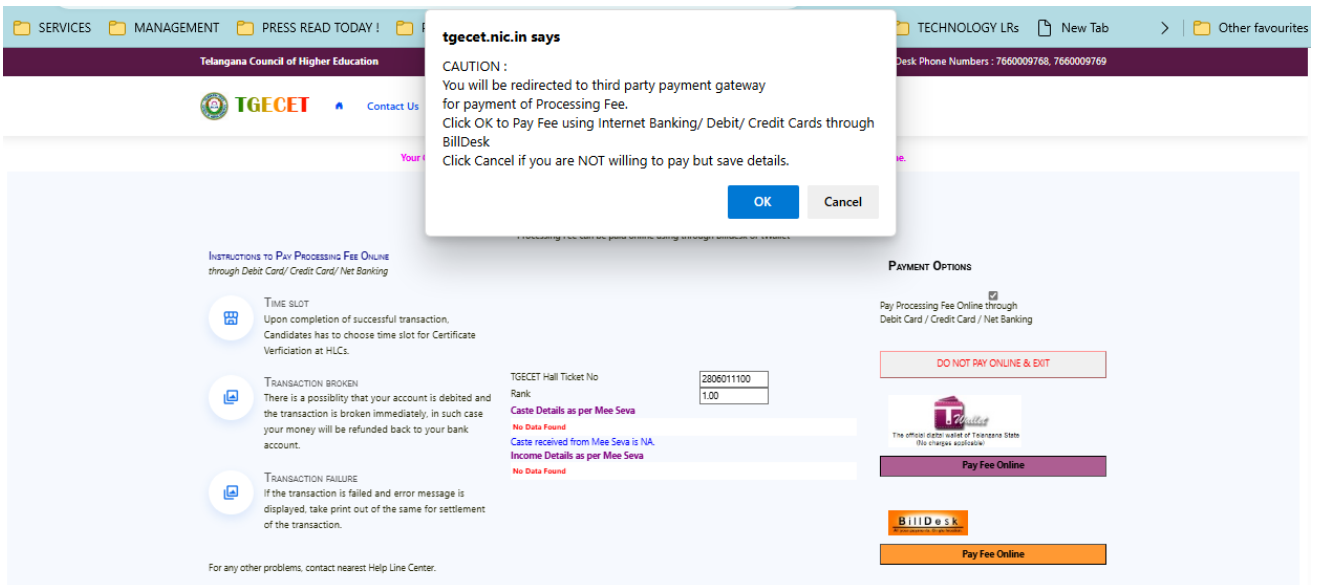 SERVICES MANAGEMENT PRESS READ TODAY ! TECHNOLOGY LRs New Tab Other favourites
Telangana Council of Higher Education Desk Phone Numbers : 7660009768, 7660009769
TGECET Contact Us
tgecet.nic.in says
CAUTION :
You will be redirected to third party payment gateway
for payment of Processing Fee.
Click OK to Pay Fee using Internet Banking/ Debit/ Credit Cards through
BillDesk
Click Cancel if you are NOT willing to pay but save details.
OK Cancel
Your
Processing Fee can be paid online using through Billdesk or tWallet
Instructions to Pay Processing Fee Online
through Debit Card/ Credit Card/ Net Banking
Time slot
Upon completion of successful transaction,
Candidates has to choose time slot for Certificate
Verficiation at HLCs.
Transaction broken
There is a possiblity that your account is debited and
the transaction is broken immediately, in such case
your money will be refunded back to your bank
account.
Transaction failure
If the transaction is failed and error message is
displayed, take print out of the same for settlement
of the transaction.
For any other problems, contact nearest Help Line Center.
TGECET Hall Ticket No 2806011100
Rank 1.00
Caste Details as per Mee Seva
No Data Found
Caste received from Mee Seva is NA.
Income Details as per Mee Seva
No Data Found
Payment Options
Pay Processing Fee Online through
Debit Card / Credit Card / Net Banking
DO NOT PAY ONLINE & EXIT
T Wallet
The official digital wallet of Telangana State
(No charges applicable)
Pay Fee Online
BillDesk
Pay Fee Online